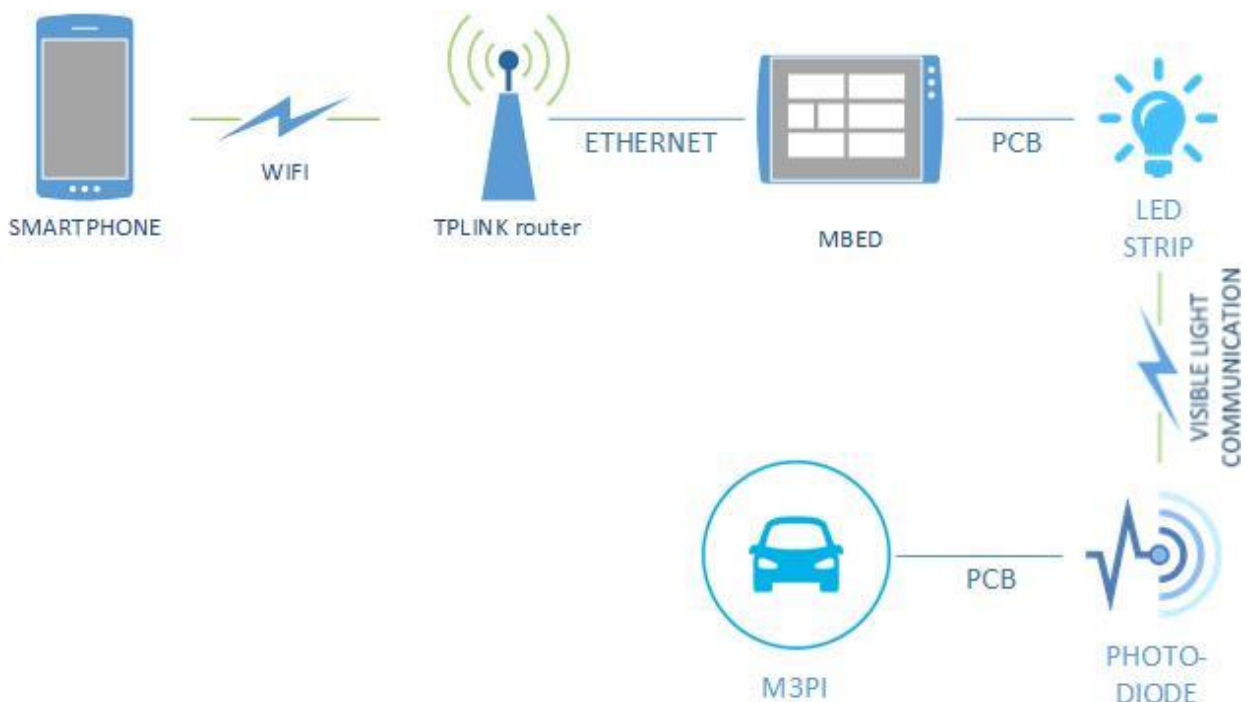 SMARTPHONE
WIFI
TPLINK router
ETHERNET
MBED
PCB
LED
STRIP
VISIBLE LIGHT
COMMUNICATION
PHOTO-
DIODE
PCB
M3PI